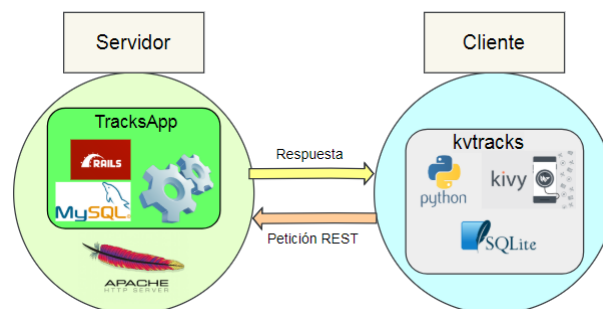 Servidor
Cliente
TracksApp
RAILS
MySQL
APACHE
HTTP SERVER
Respuesta
Petición REST
kvtracks
python
kivy
SQLite